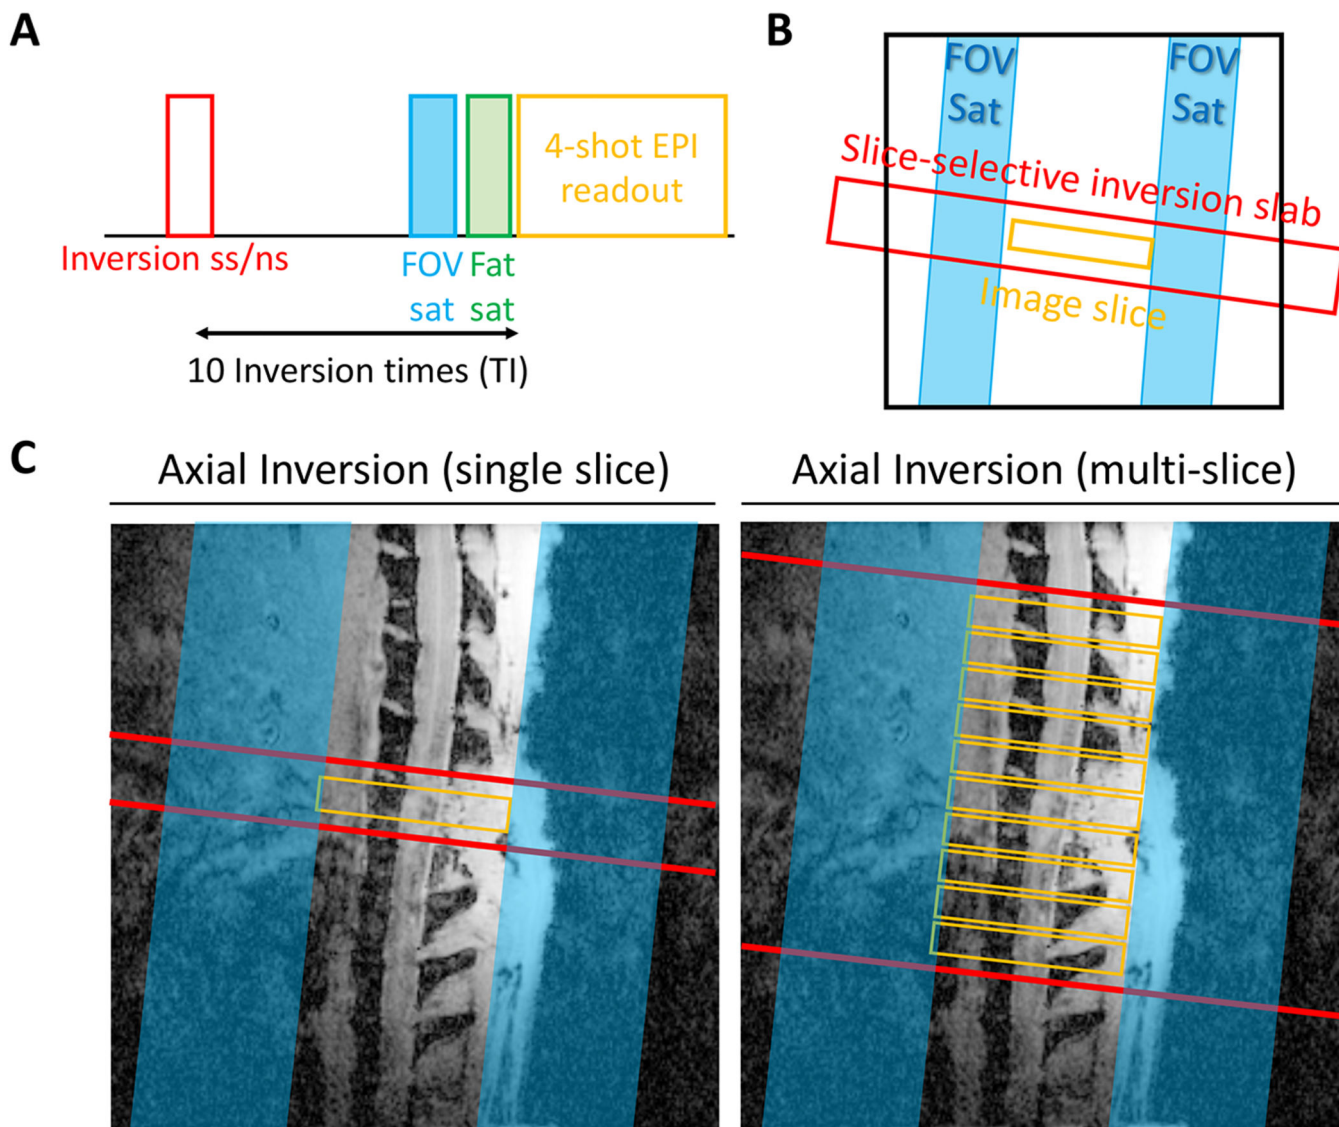 A
4-shot EPI
readout
Inversion ss/ns
FOV
sat
Fat
sat
10 Inversion times (TI)
B
FOV
Sat
FOV
Sat
Slice-selective inversion slab
Image slice
C
Axial Inversion (single slice)
Axial Inversion (multi-slice)